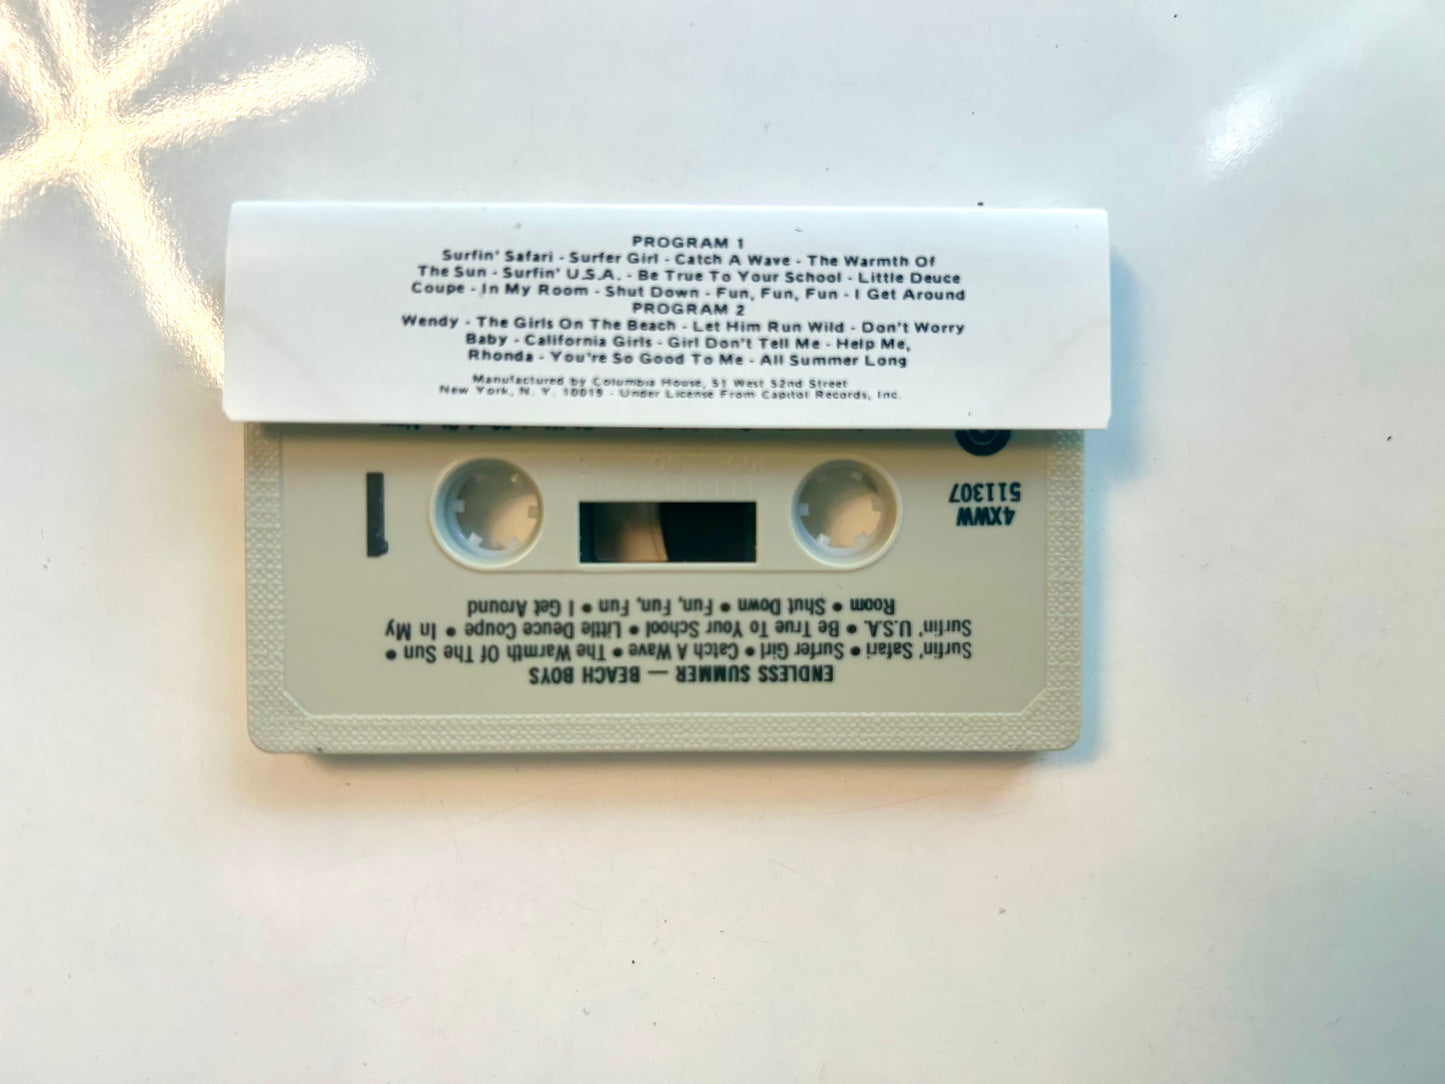 PROGRAM 1
Surfin' Safari - Surfer Girl - Catch A Wave - The Warmth Of
The Sun - Surfin' U.S.A. - Be True To Your School - Little Deuce
Coupe - In My Room - Shut Down - Fun, Fun, Fun - I Get Around
PROGRAM 2
Wendy - The Girls On The Beach - Let Him Run Wild - Don't Worry
Baby - California Girls - Girl Don't Tell Me - Help Me,
Rhonda - You're So Good To Me - All Summer Long
Manufactured by Columbia House, 51 West 52nd Street
New York, N. Y. 10019 - Under License From Capitol Records, Inc.
ENDLESS SUMMER — BEACH BOYS
Surfin' Safari • Surfer Girl • Catch A Wave • The Warmth Of The Sun •
Surfin' U.S.A. • Be True To Your School • Little Deuce Coupe • In My
Room • Shut Down • Fun, Fun, Fun • I Get Around
4XWW
511307
1
100 50 0